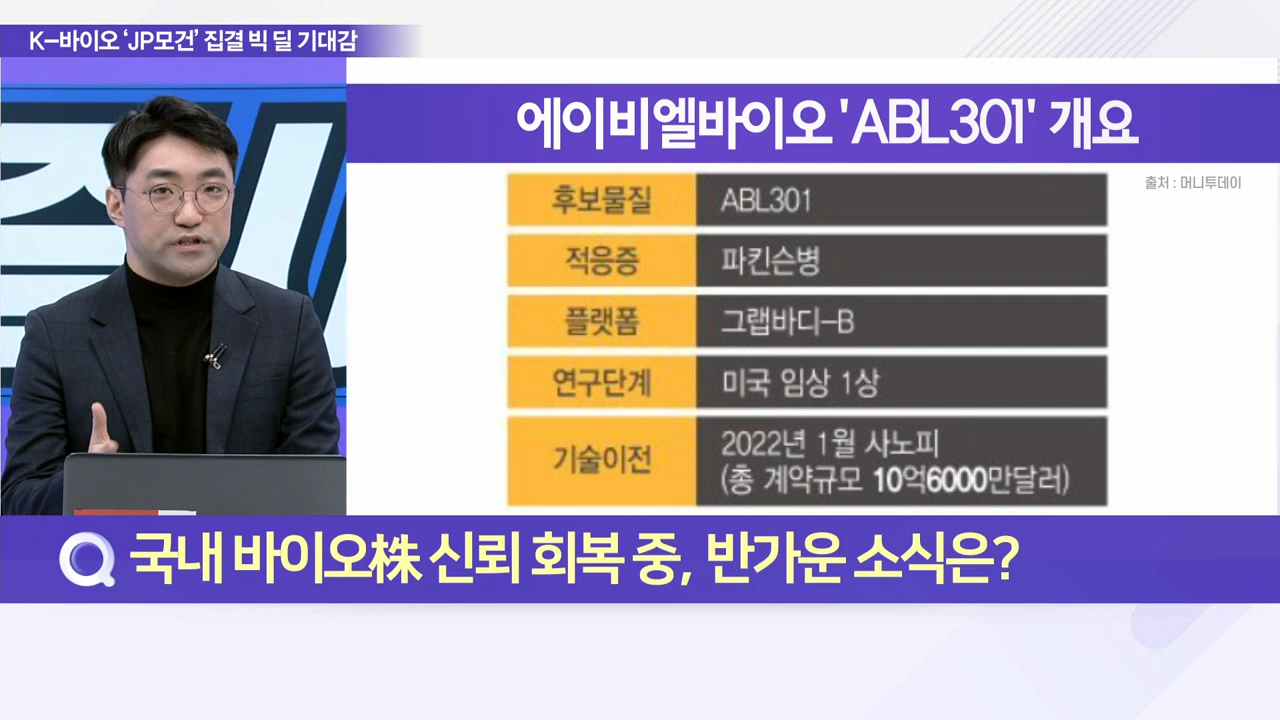 K-바이오 'JP모건' 집결 빅 딜 기대감
에이비엘바이오 'ABL301' 개요
출처 : 머니투데이
후보물질 ABL301
적응증 파킨슨병
플랫폼 그랩바디-B
연구단계 미국 임상 1상
기술이전 2022년 1월 사노피
(총 계약규모 10억6000만달러)
Q 국내 바이오株 신뢰 회복 중, 반가운 소식은?